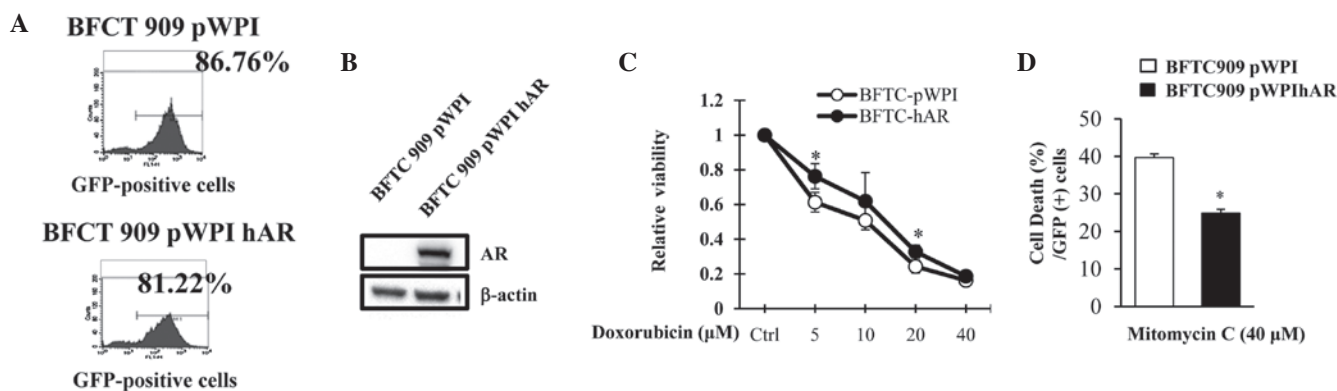 A
BFCT 909 pWPI
86.76%
Counts
GFP-positive cells
BFCT 909 pWPI hAR
81.22%
Counts
GFP-positive cells
B
BFTC 909 pWPI
BFTC 909 pWPI hAR
AR
β-actin
C
BFTC-pWPI
BFTC-hAR
Relative viability
1.2
1
0.8
0.6
0.4
0.2
0
*
*
Doxorubicin (µM) Ctrl 5 10 20 40
D
BFTC909 pWPI
BFTC909 pWPIhAR
Cell Death (%)
/GFP (+) cells
50
40
30
20
10
0
*
Mitomycin C (40 µM)